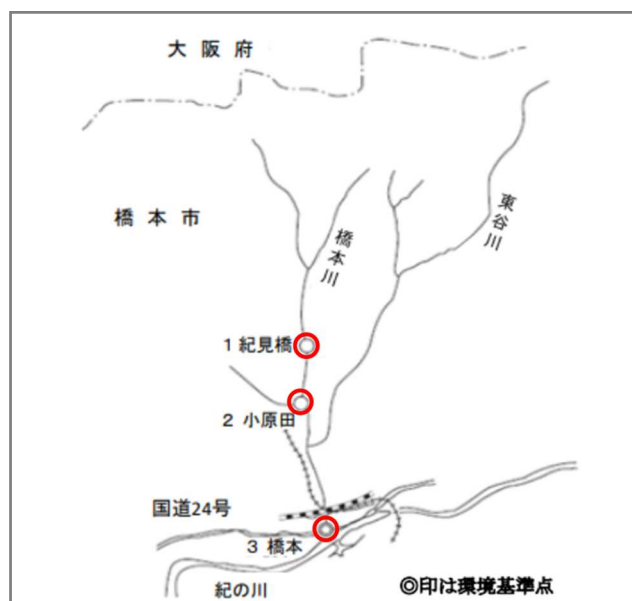 大阪府
橋本市
橋本川
東谷川
1 紀見橋
2 小原田
国道24号
3 橋本
紀の川
◎印は環境基準点